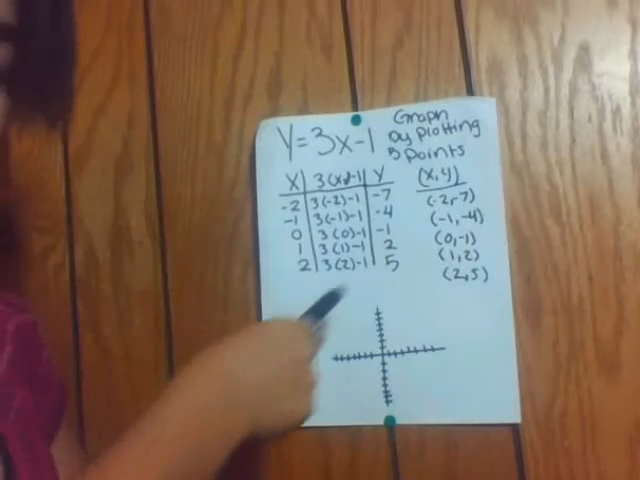 Y=3x-1
Graph
by plotting
5 points
X 3(x)-1 Y
-2 3(-2)-1 -7
-1 3(-1)-1 -4
0 3(0)-1 -1
1 3(1)-1 2
2 3(2)-1 5
(X,Y)
(-2,-7)
(-1,-4)
(0,-1)
(1,2)
(2,5)